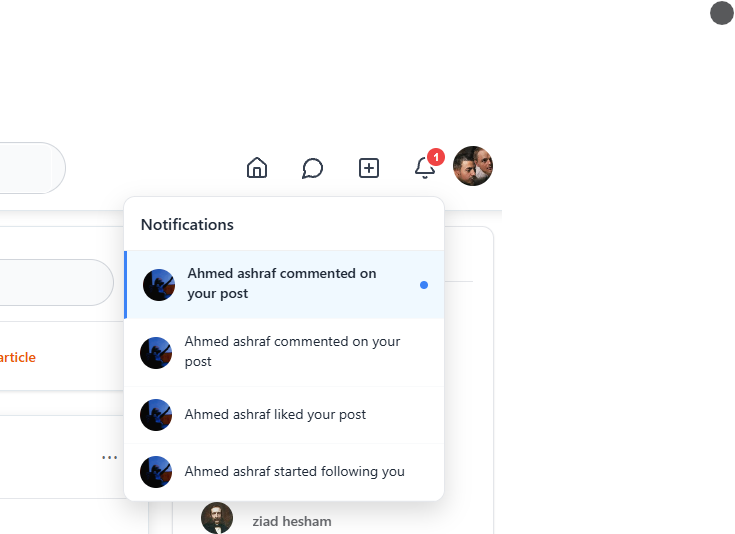 1
Notifications
Ahmed ashraf commented on
your post
Ahmed ashraf commented on your
post
Ahmed ashraf liked your post
article
Ahmed ashraf started following you
ziad hesham